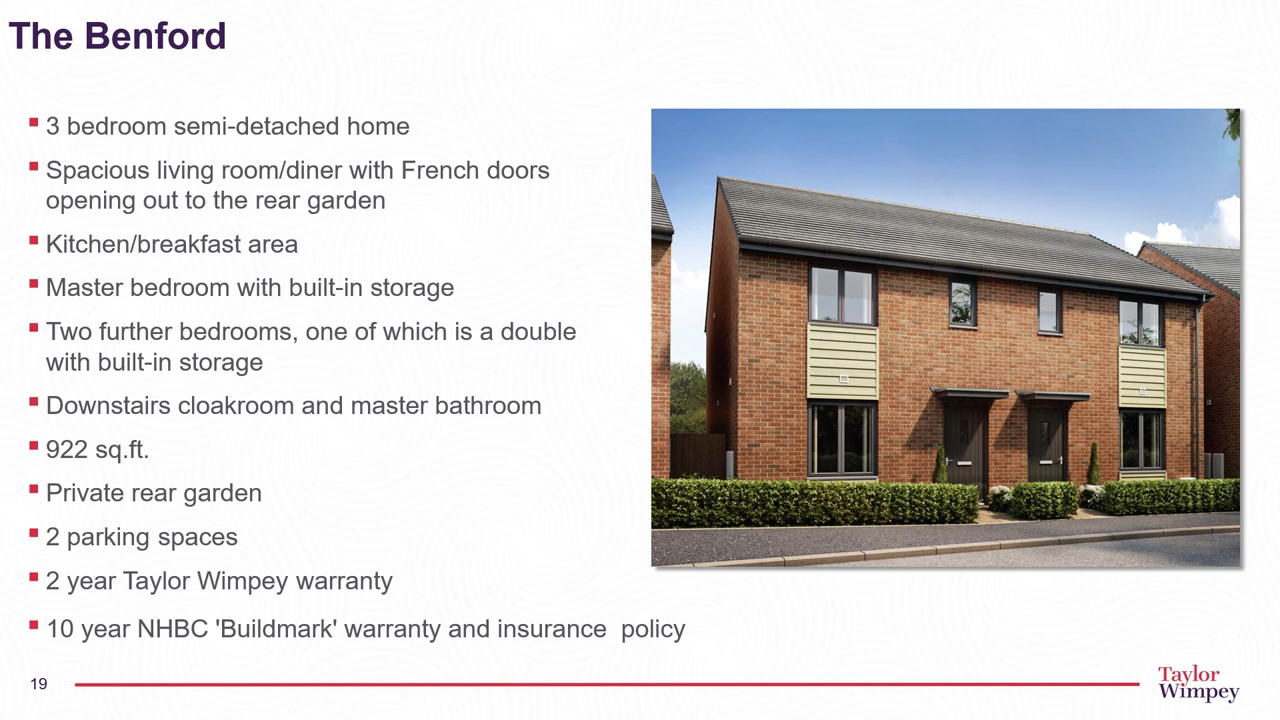 The Benford
▪ 3 bedroom semi-detached home
▪ Spacious living room/diner with French doors
opening out to the rear garden
▪ Kitchen/breakfast area
▪ Master bedroom with built-in storage
▪ Two further bedrooms, one of which is a double
with built-in storage
▪ Downstairs cloakroom and master bathroom
▪ 922 sq.ft.
▪ Private rear garden
▪ 2 parking spaces
▪ 2 year Taylor Wimpey warranty
▪ 10 year NHBC 'Buildmark' warranty and insurance  policy
19
Taylor
Wimpey